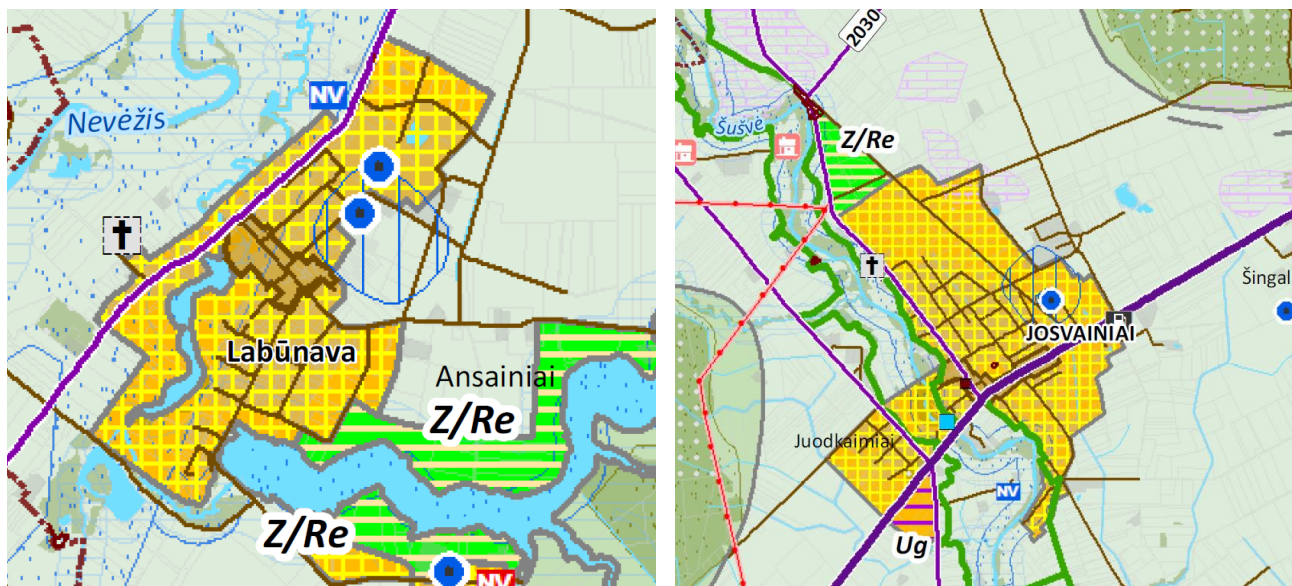 Nevėžis
NV
Labūnava
Ansainiai
Z/Re
Z/Re
NV
2030
Šušvė
Z/Re
Šingal
JOSVAINIAI
Juodkaimiai
NV
Ug